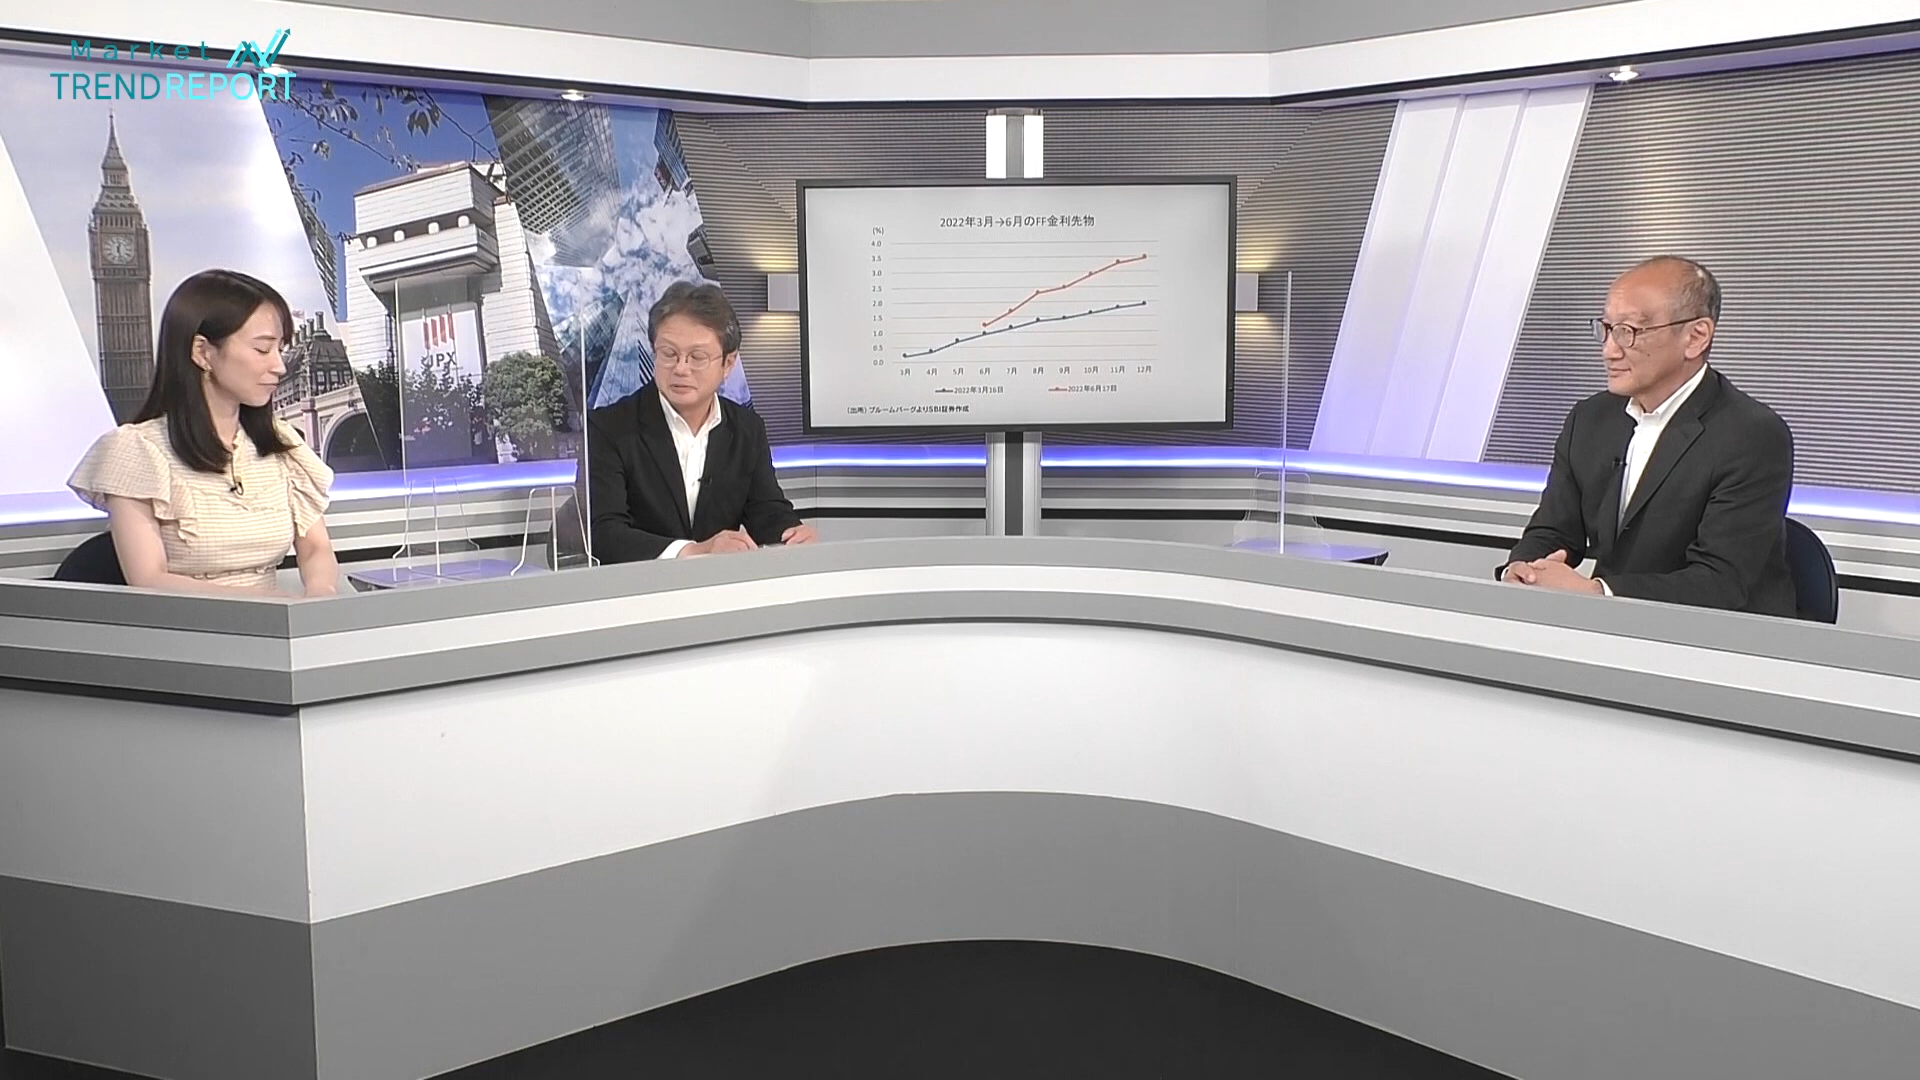 Market
TRENDREPORT
JPX
2022年3月→6月のFF金利先物
(%)
4.0
3.5
3.0
2.5
2.0
1.5
1.0
0.5
0.0
3月 4月 5月 6月 7月 8月 9月 10月 11月 12月
2022年3月16日 2022年6月17日
(出所) ブルームバーグよりSBI証券作成